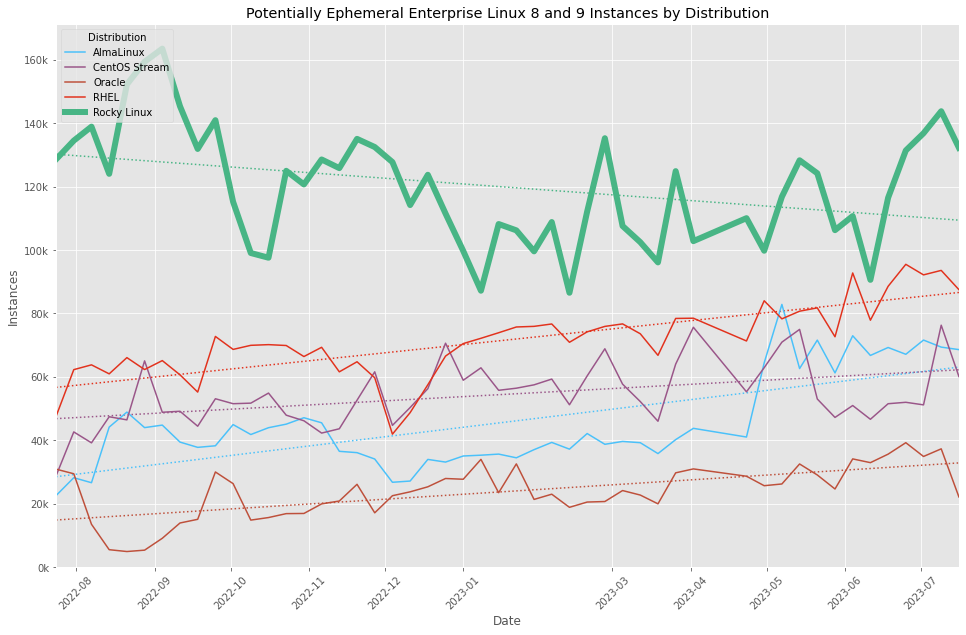 Potentially Ephemeral Enterprise Linux 8 and 9 Instances by Distribution
Distribution
AlmaLinux
CentOS Stream
Oracle
RHEL
Rocky Linux
160k
140k
120k
100k
80k
60k
40k
20k
0k
Instances
2022-08
2022-09
2022-10
2022-11
2022-12
2023-01
2023-03
2023-04
2023-05
2023-06
2023-07
Date